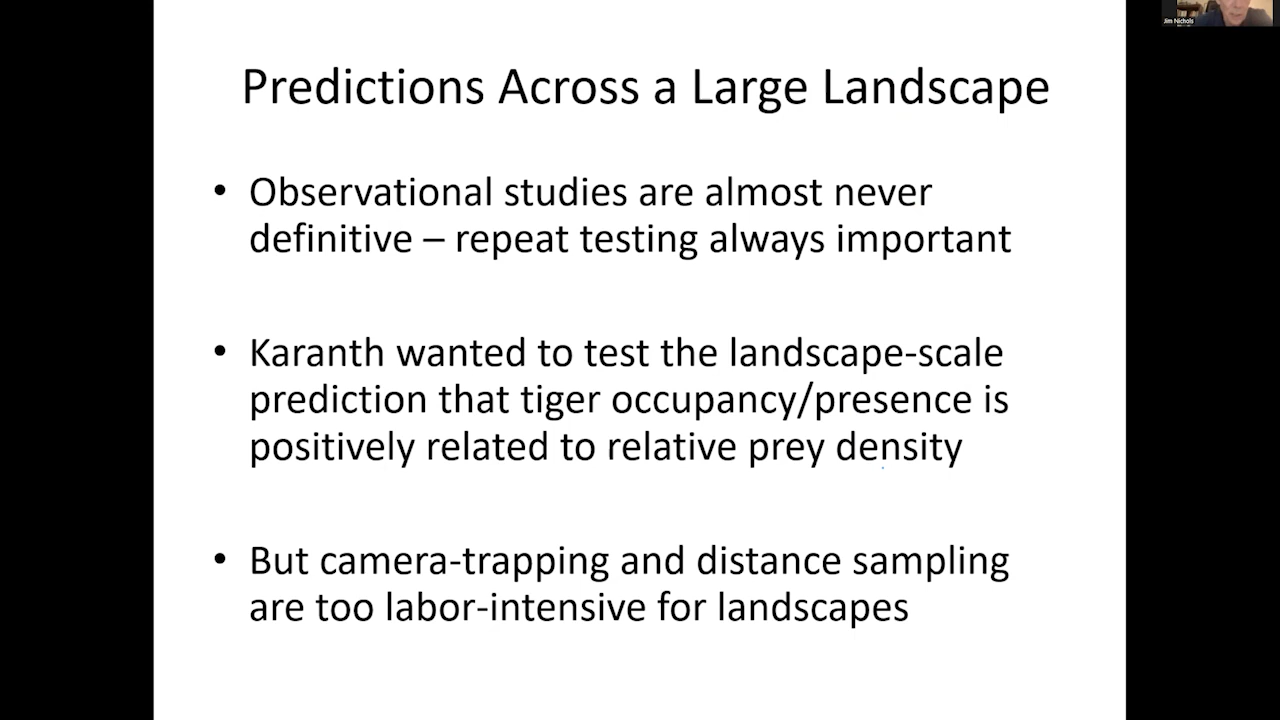 Jim Nichols
Predictions Across a Large Landscape
• Observational studies are almost never
definitive – repeat testing always important
• Karanth wanted to test the landscape-scale
prediction that tiger occupancy/presence is
positively related to relative prey density
• But camera-trapping and distance sampling
are too labor-intensive for landscapes